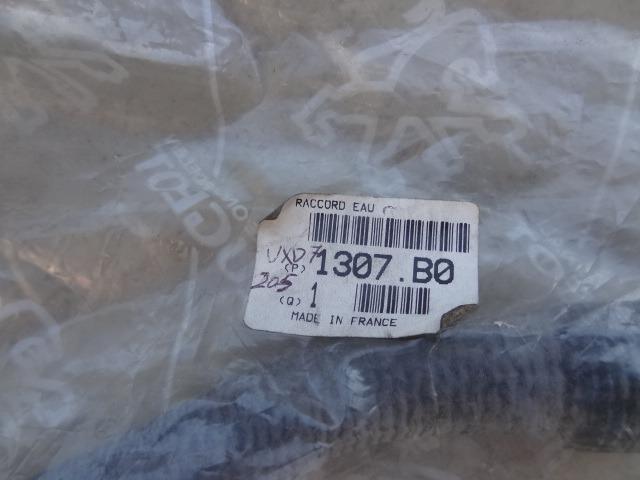 RACCORD EAU
UXD7
(P) 1307.B0
205
(Q) 1
MADE IN FRANCE